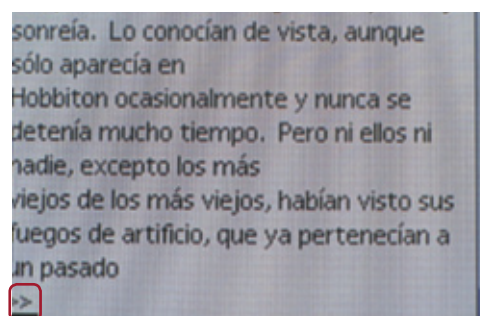 sonreía. Lo conocían de vista, aunque
sólo aparecía en
Hobbiton ocasionalmente y nunca se
detenía mucho tiempo. Pero ni ellos ni
nadie, excepto los más
viejos de los más viejos, habían visto sus
fuegos de artificio, que ya pertenecían a
un pasado
>>